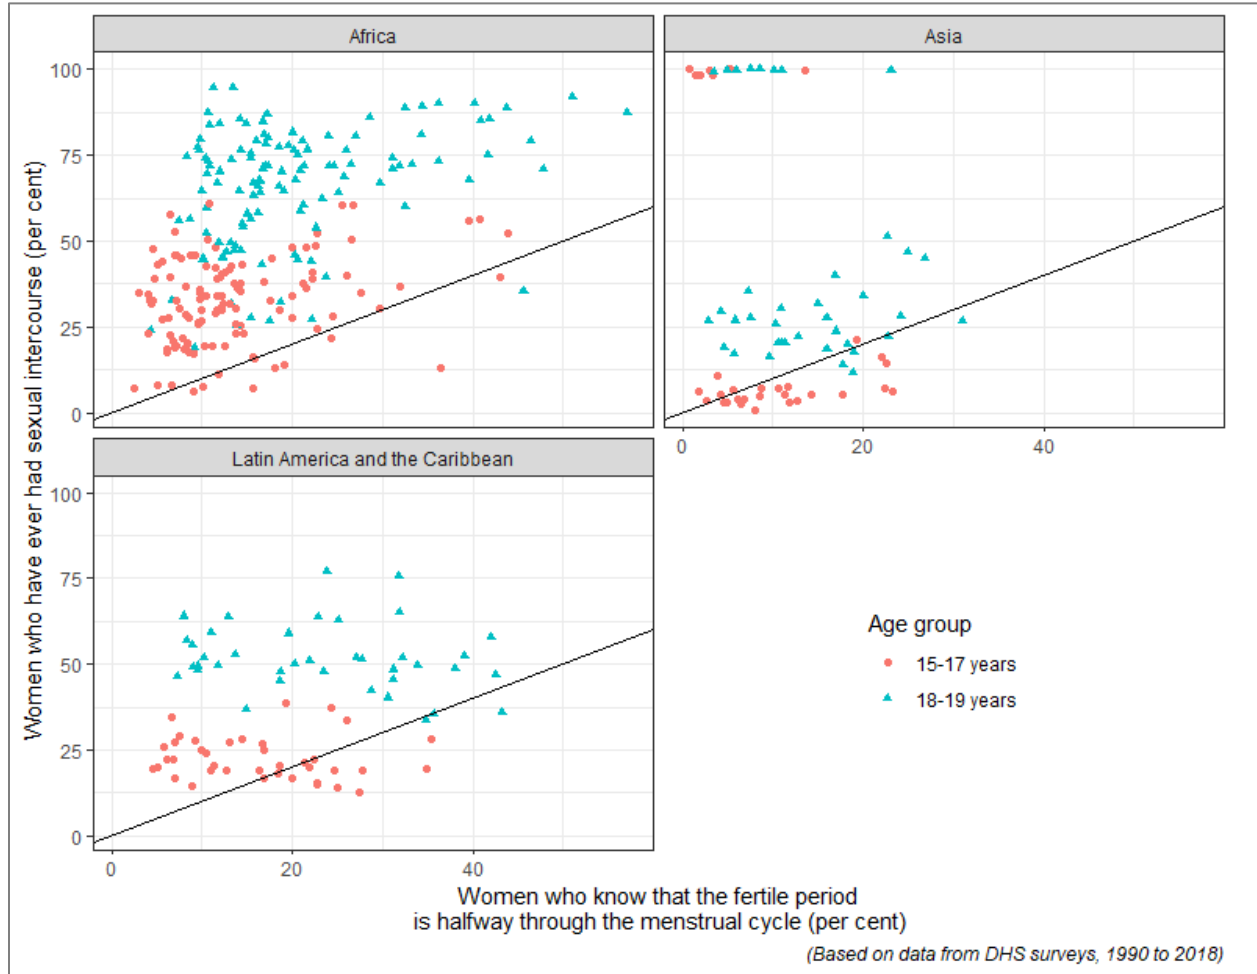 Africa
Asia
100
75
50
25
0
0
20
40
Latin America and the Caribbean
100
75
50
25
0
0
20
40
Women who have ever had sexual intercourse (per cent)
Age group
15-17 years
18-19 years
Women who know that the fertile period
is halfway through the menstrual cycle (per cent)
(Based on data from DHS surveys, 1990 to 2018)